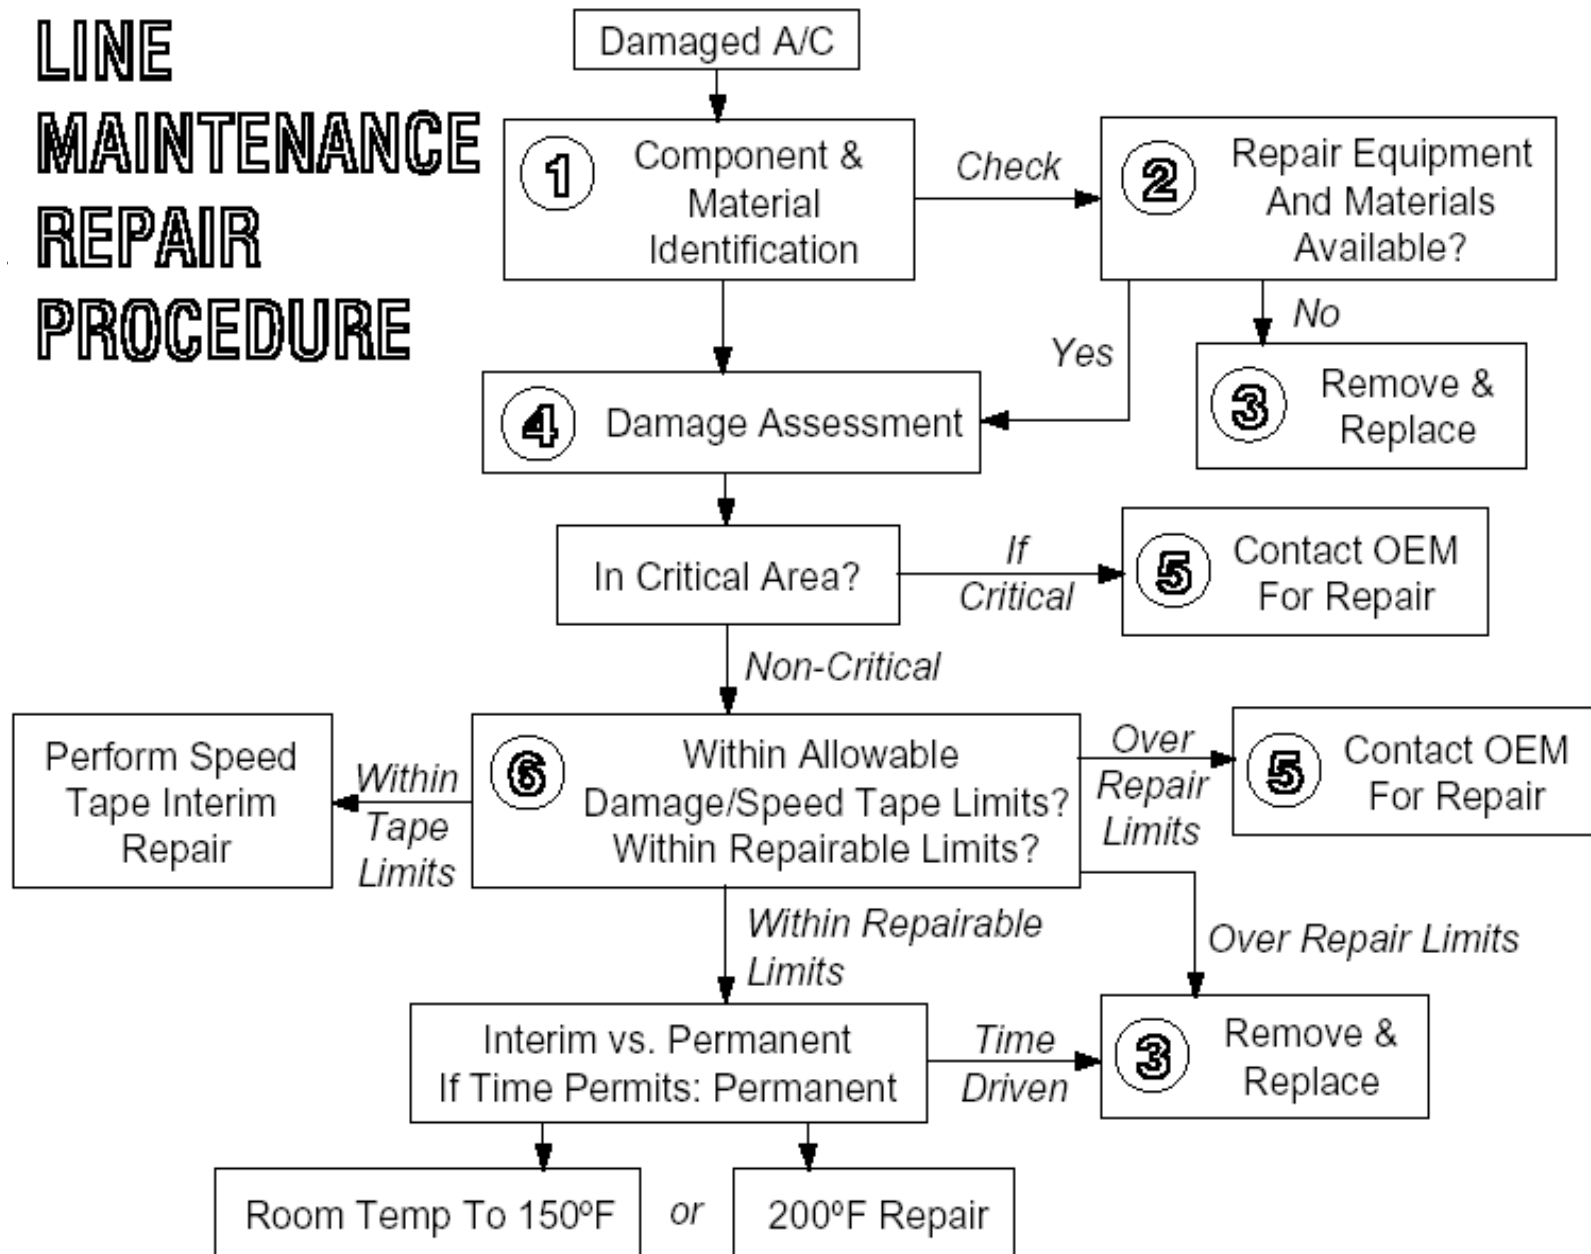 LINE
MAINTENANCE
REPAIR
PROCEDURE
Damaged A/C
1
Component &
Material
Identification
Check
2
Repair Equipment
And Materials
Available?
No
Yes
3
Remove &
Replace
4
Damage Assessment
In Critical Area?
If
Critical
5
Contact OEM
For Repair
Non-Critical
Perform Speed
Tape Interim
Repair
Within
Tape
Limits
6
Within Allowable
Damage/Speed Tape Limits?
Within Repairable Limits?
Over
Repair
Limits
5
Contact OEM
For Repair
Within Repairable
Limits
Over Repair Limits
Interim vs. Permanent
If Time Permits: Permanent
Time
Driven
3
Remove &
Replace
Room Temp To 150ºF
or
200ºF Repair